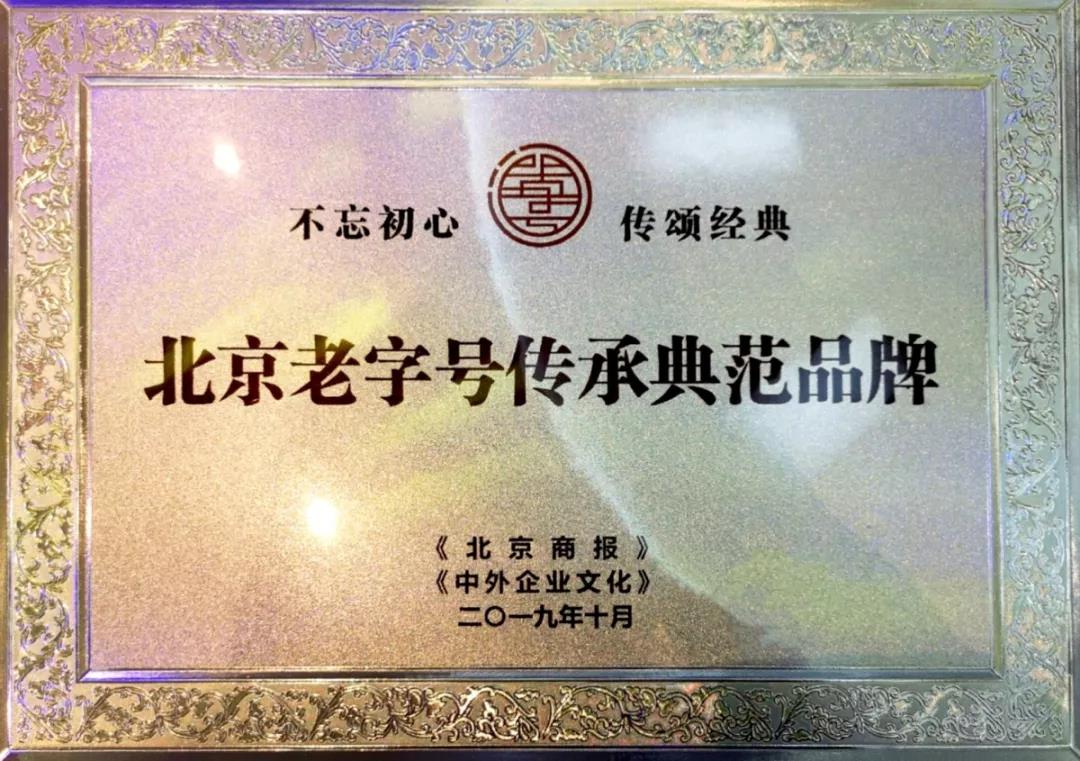 不忘初心 传颂经典
北京老字号传承典范品牌
《北京商报》
《中外企业文化》
二〇一九年十月